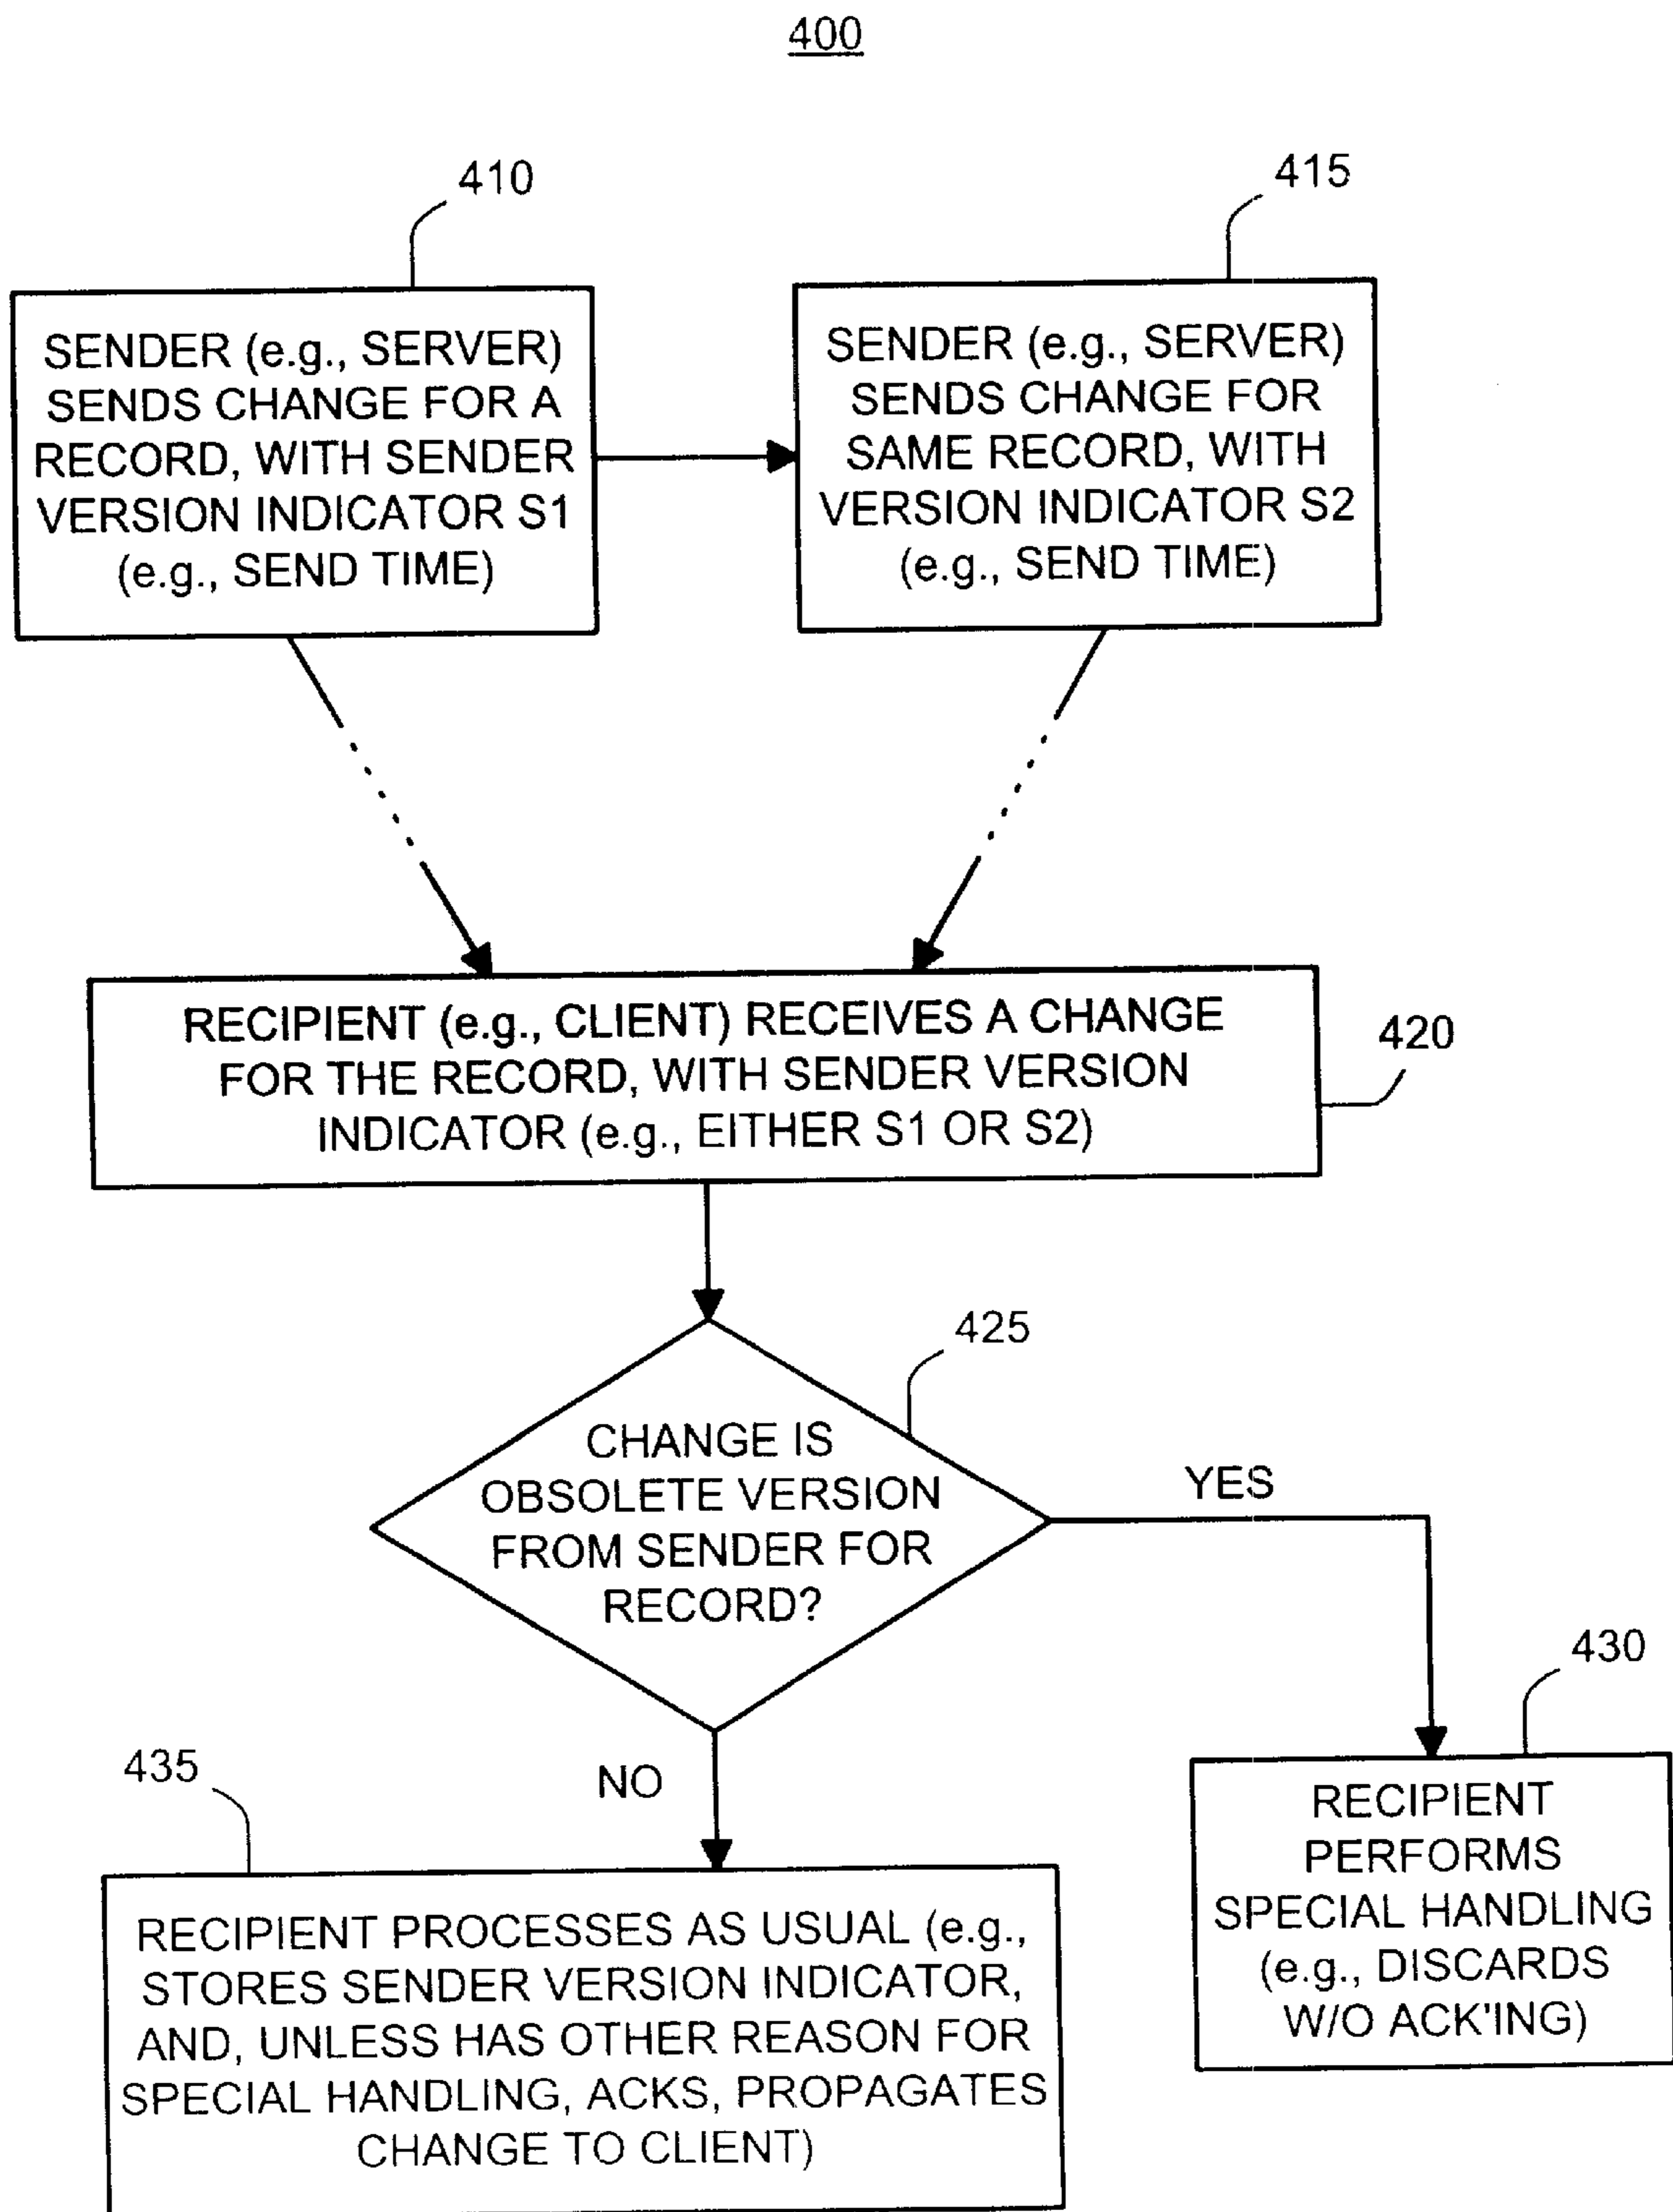 400
410
SENDER (e.g., SERVER)
SENDS CHANGE FOR A
RECORD, WITH SENDER
VERSION INDICATOR S1
(e.g., SEND TIME)
415
SENDER (e.g., SERVER)
SENDS CHANGE FOR
SAME RECORD, WITH
VERSION INDICATOR S2
(e.g., SEND TIME)
RECIPIENT (e.g., CLIENT) RECEIVES A CHANGE
FOR THE RECORD, WITH SENDER VERSION
INDICATOR (e.g., EITHER S1 OR S2)
420
425
CHANGE IS
OBSOLETE VERSION
FROM SENDER FOR
RECORD?
YES
430
RECIPIENT
PERFORMS
SPECIAL HANDLING
(e.g., DISCARDS
W/O ACK'ING)
NO
435
RECIPIENT PROCESSES AS USUAL (e.g.,
STORES SENDER VERSION INDICATOR,
AND, UNLESS HAS OTHER REASON FOR
SPECIAL HANDLING, ACKS, PROPAGATES
CHANGE TO CLIENT)